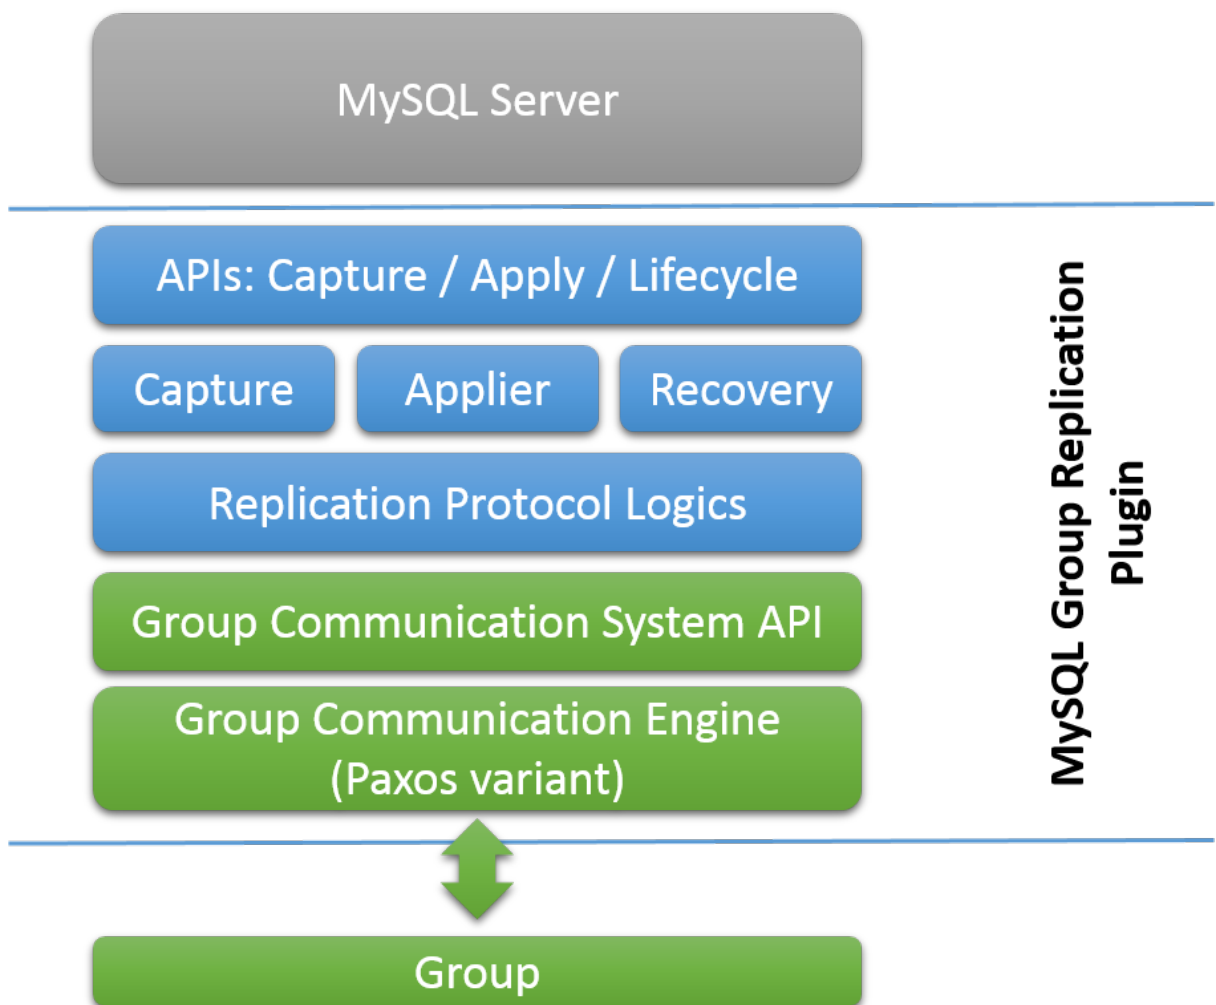 MySQL Server
APIs: Capture / Apply / Lifecycle
Capture
Applier
Recovery
Replication Protocol Logics
Group Communication System API
Group Communication Engine
(Paxos variant)
Group
MySQL Group Replication
Plugin